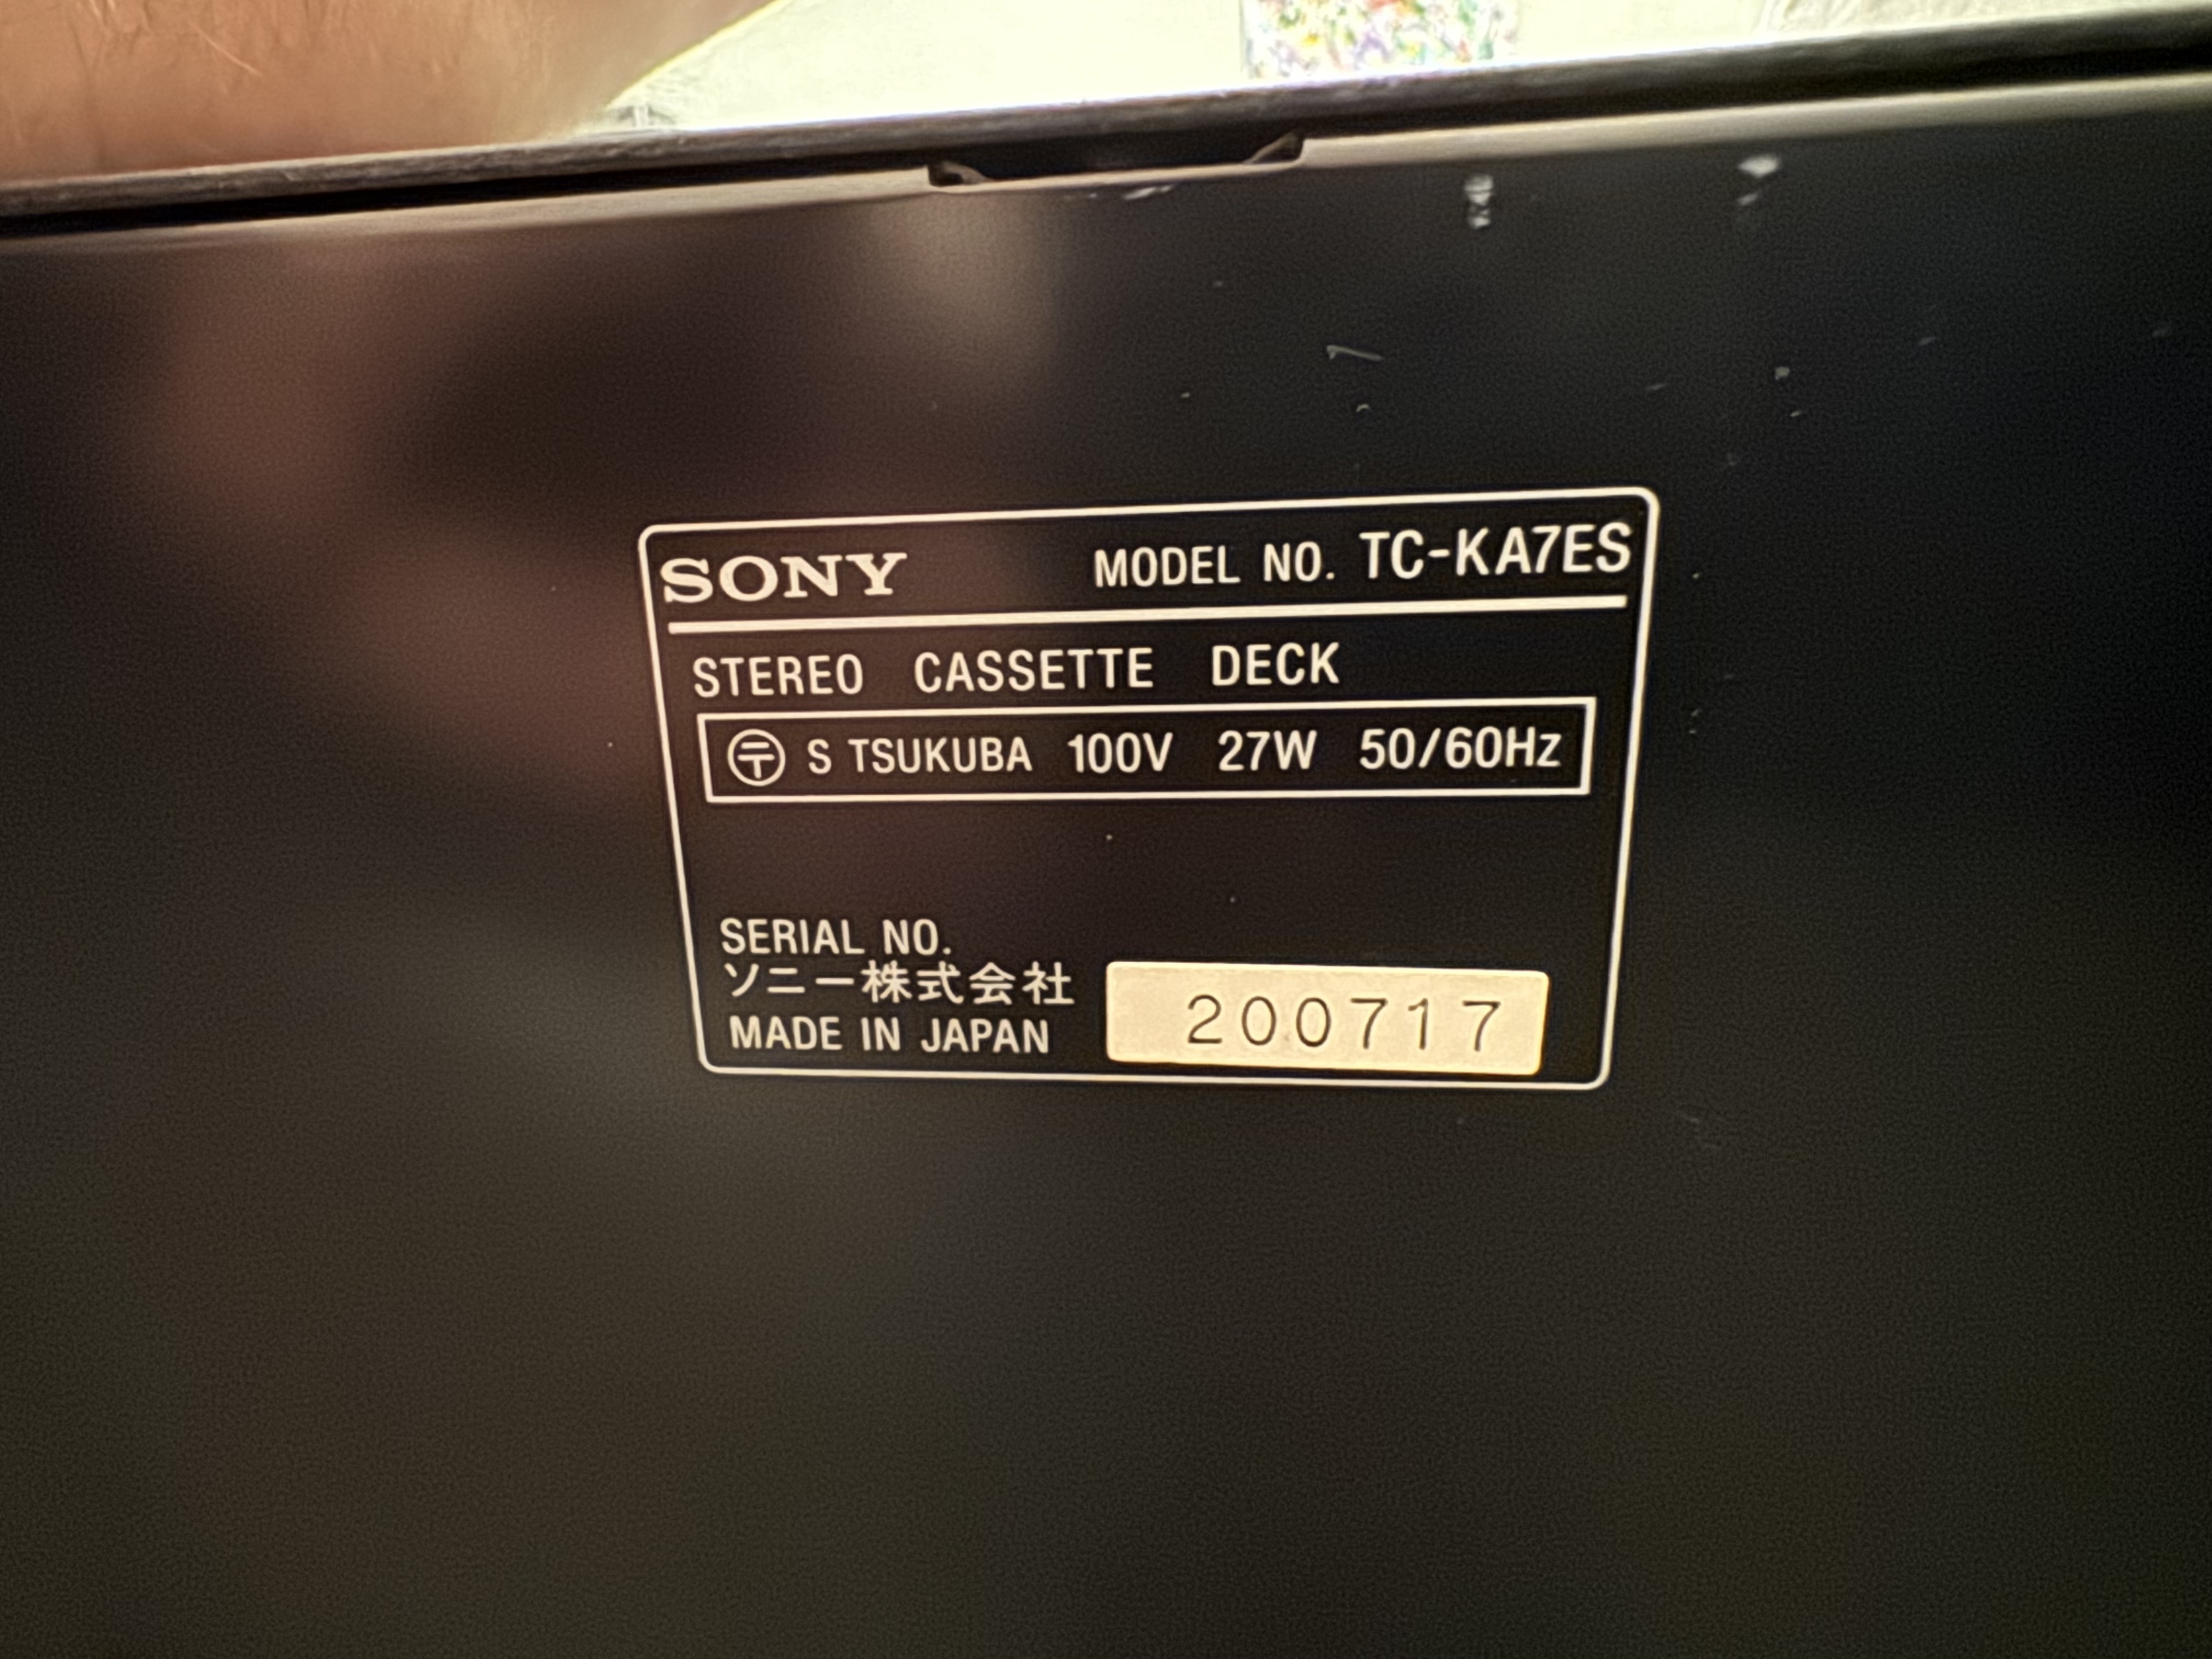 SONY MODEL NO. TC-KA7ES
STEREO CASSETTE DECK
〶 S TSUKUBA 100V 27W 50/60Hz
SERIAL NO.
ソニー株式会社
MADE IN JAPAN 200717